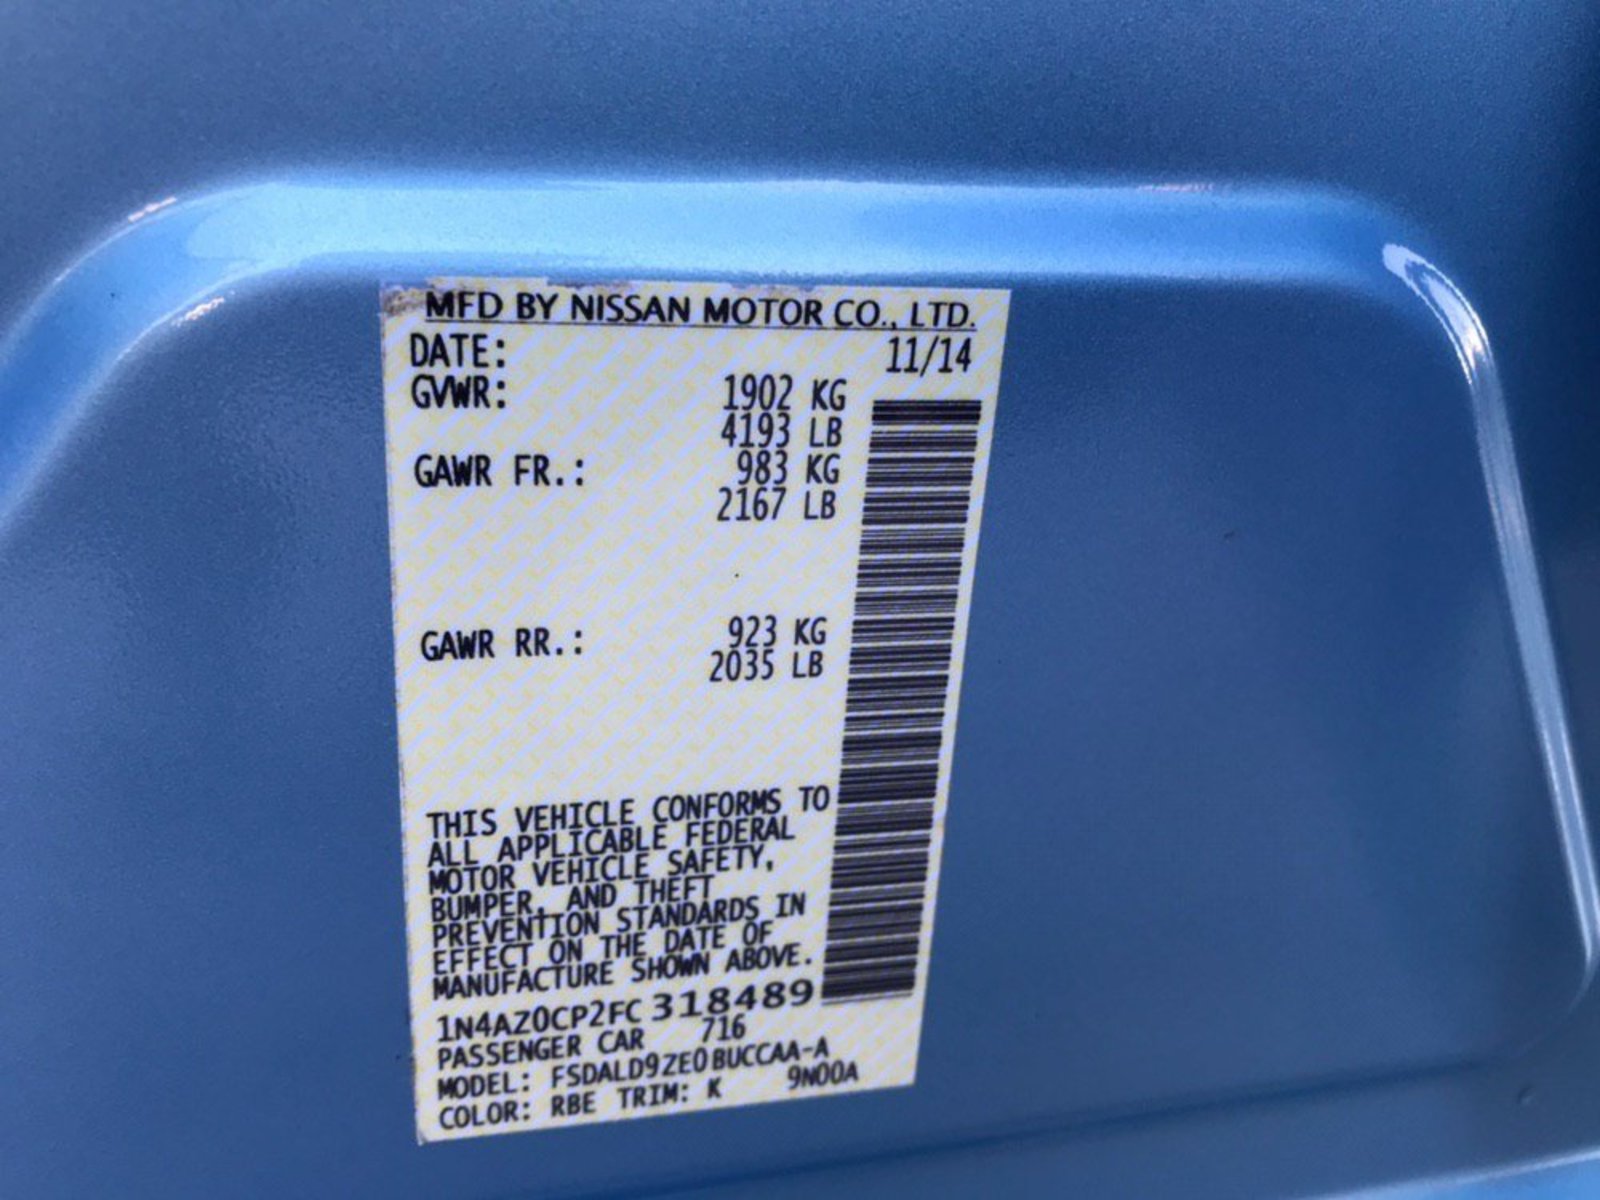 MFD BY NISSAN MOTOR CO., LTD.
DATE: 11/14
GVWR: 1902 KG
4193 LB
GAWR FR.: 983 KG
2167 LB
GAWR RR.: 923 KG
2035 LB
THIS VEHICLE CONFORMS TO
ALL APPLICABLE FEDERAL
MOTOR VEHICLE SAFETY,
BUMPER, AND THEFT
PREVENTION STANDARDS IN
EFFECT ON THE DATE OF
MANUFACTURE SHOWN ABOVE.
1N4AZ0CP2FC318489
PASSENGER CAR 716
MODEL: FSDALD9ZE0BUCCAA-A
COLOR: RBE TRIM: K 9N00A